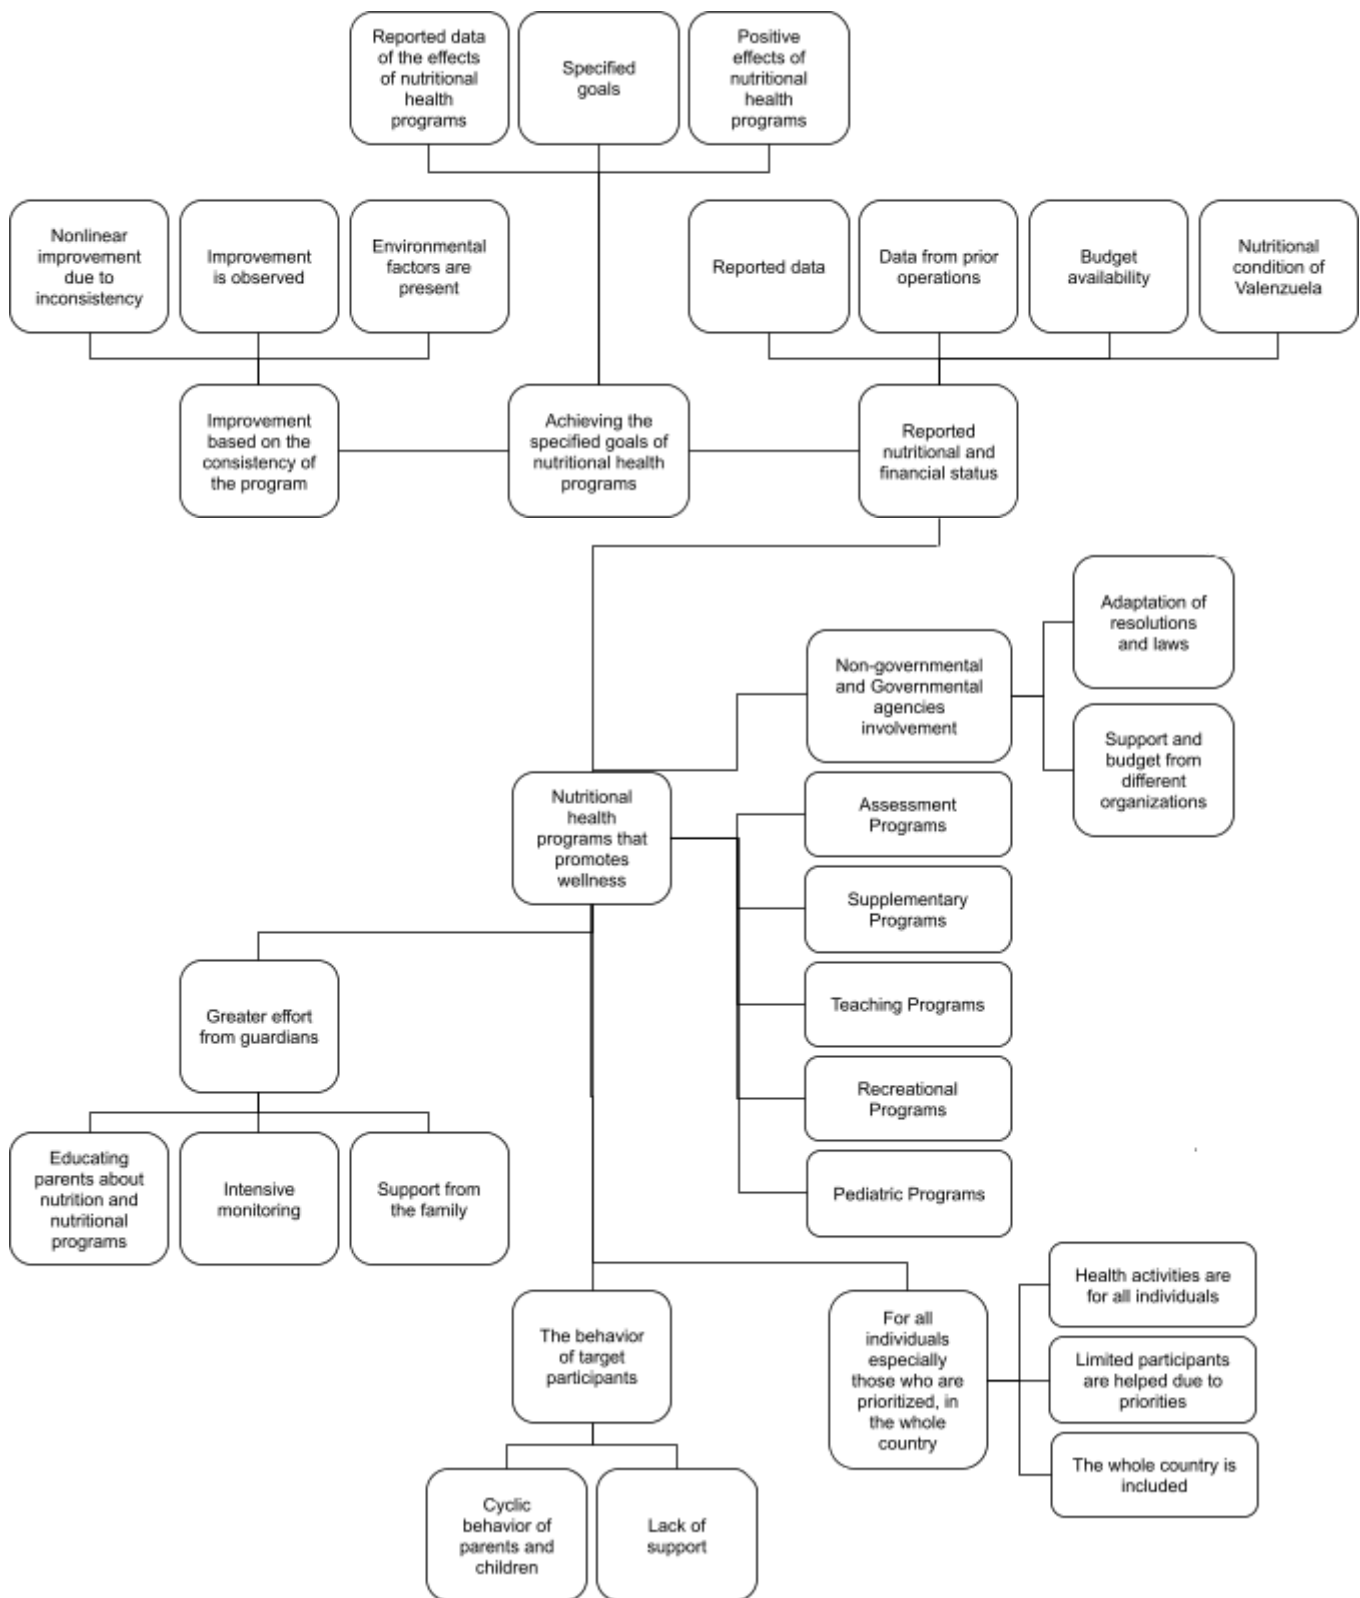 Reported data
of the effects
of nutritional
health
programs
Specified
goals
Positive
effects of
nutritional
health
programs
Nonlinear
improvement
due to
inconsistency
Improvement
is observed
Environmental
factors are
present
Reported data
Data from prior
operations
Budget
availability
Nutritional
condition of
Valenzuela
Improvement
based on the
consistency of
the program
Achieving the
specified goals of
nutritional health
programs
Reported
nutritional and
financial status
Adaptation of
resolutions
and laws
Non-governmental
and Governmental
agencies
involvement
Support and
budget from
different
organizations
Nutritional
health
programs that
promotes
wellness
Assessment
Programs
Supplementary
Programs
Teaching Programs
Recreational
Programs
Pediatric Programs
Greater effort
from guardians
Educating
parents about
nutrition and
nutritional
programs
Intensive
monitoring
Support from
the family
The behavior
of target
participants
For all
individuals
especially
those who are
prioritized, in
the whole
country
Health activities are
for all individuals
Limited participants
are helped due to
priorities
The whole country is
included
Cyclic
behavior of
parents and
children
Lack of
support